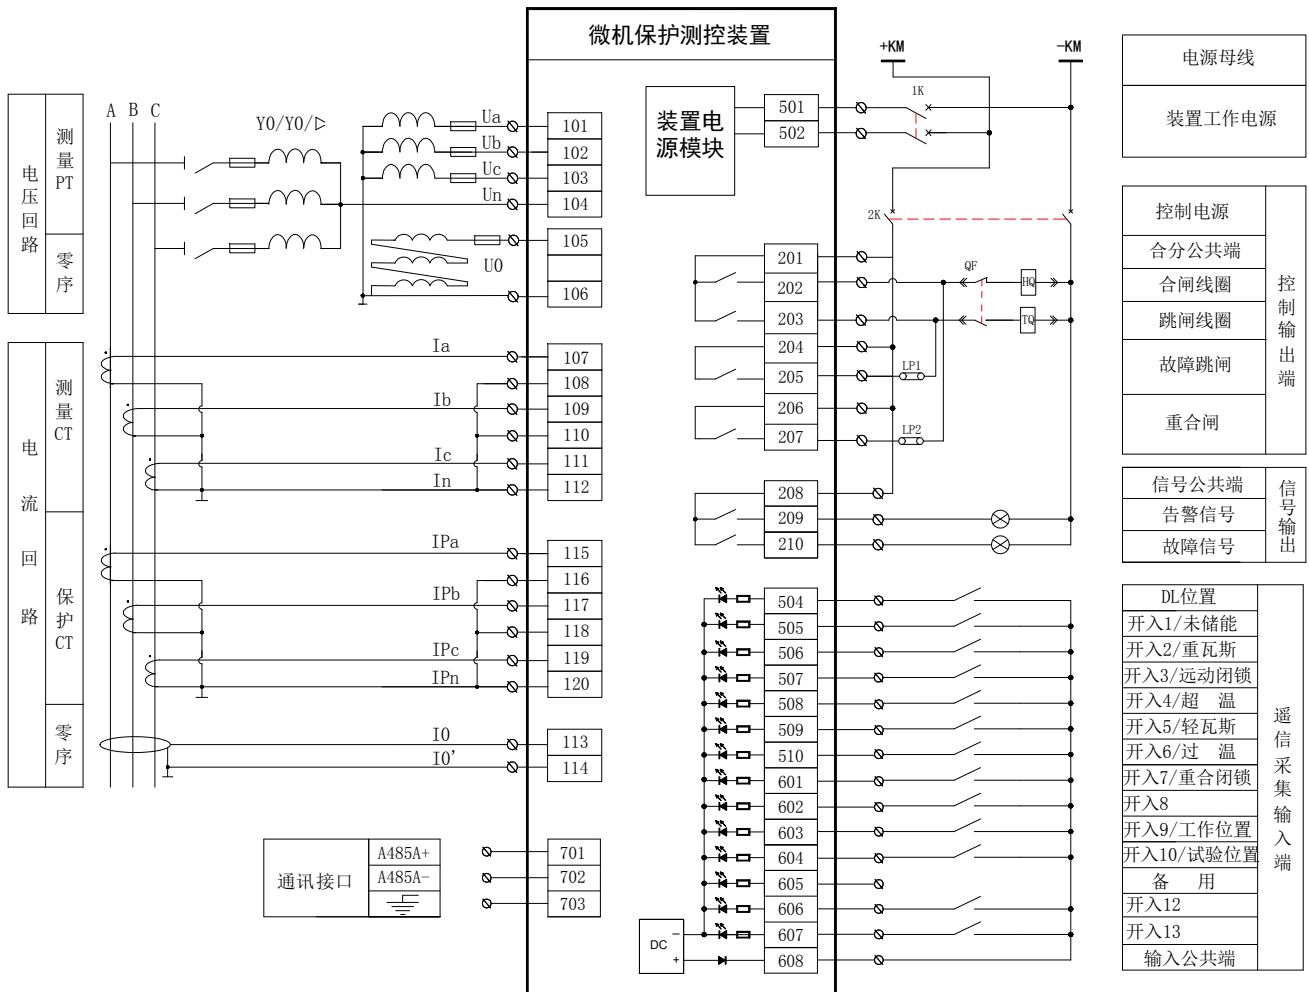 微机保护测控装置
+KM
-KM
电源母线
装置工作电源
装置电
源模块
501
502
1K
2K
电压回路
测量PT
零序
A B C
Y0/Y0/▷
Ua
Ub
Uc
Un
U0
101
102
103
104
105
106
电流回路
测量CT
保护CT
零序
Ia
Ib
Ic
In
107
108
109
110
111
112
IPa
IPb
IPc
IPn
115
116
117
118
119
120
I0
I0'
113
114
通讯接口
A485A+
A485A-
701
702
703
201
202
203
204
205
206
207
QF
HQ
TQ
LP1
LP2
控制电源
合分公共端
合闸线圈
跳闸线圈
故障跳闸
重合闸
控制输出端
208
209
210
信号公共端
告警信号
故障信号
信号输出
504
505
506
507
508
509
510
601
602
603
604
605
606
607
608
DC
-
+
DL位置
开入1/未储能
开入2/重瓦斯
开入3/远动闭锁
开入4/超 温
开入5/轻瓦斯
开入6/过 温
开入7/重合闭锁
开入8
开入9/工作位置
开入10/试验位置
备 用
开入12
开入13
输入公共端
遥信采集输入端